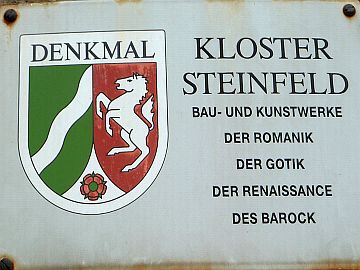 DENKMAL
KLOSTER
STEINFELD
BAU- UND KUNSTWERKE
DER ROMANIK
DER GOTIK
DER RENAISSANCE
DES BAROCK